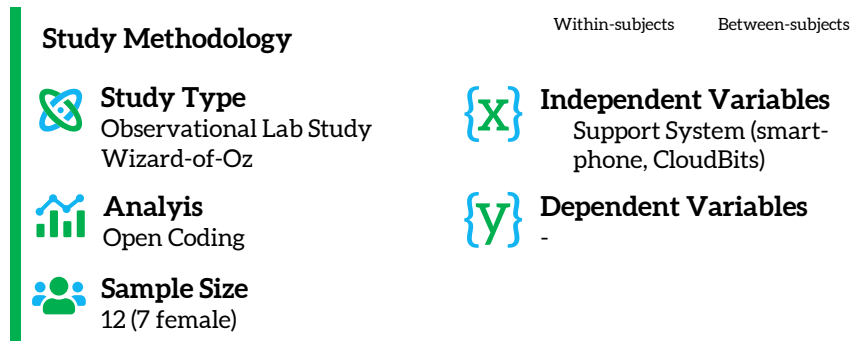 Study Methodology
Within-subjects
Between-subjects
Study Type
Observational Lab Study
Wizard-of-Oz
Analyis
Open Coding
Sample Size
12 (7 female)
{x}
Independent Variables
Support System (smart-
phone, CloudBits)
{y}
Dependent Variables
-